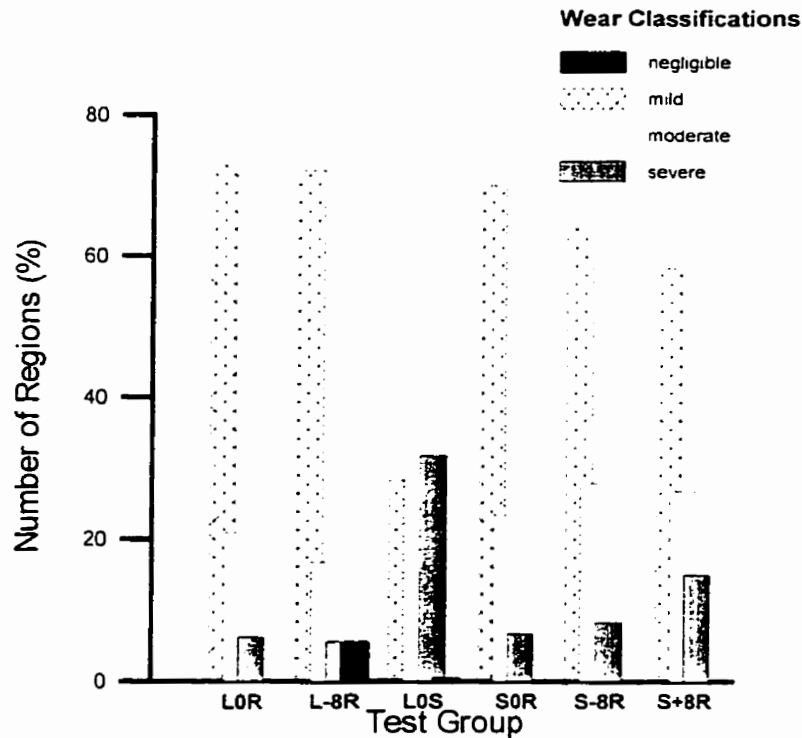 Wear Classifications
negligible
mild
moderate
severe
Number of Regions (%)
80
60
40
20
0
L0R L-8R L0S S0R S-8R S+8R
Test Group